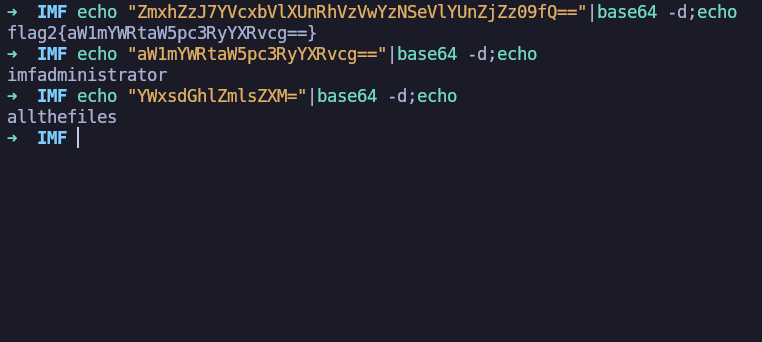 ➜  IMF echo "ZmxhZzJ7YVcxbVlXUnRhVzVwYzNSeVlYUnZjZz09fQ=="|base64 -d;echo
flag2{aW1mYWRtaW5pc3RyYXRvcg==}
➜  IMF echo "aW1mYWRtaW5pc3RyYXRvcg=="|base64 -d;echo
imfadministrator
➜  IMF echo "YWxsdGhlZmlsZXM="|base64 -d;echo
allthefiles
➜  IMF